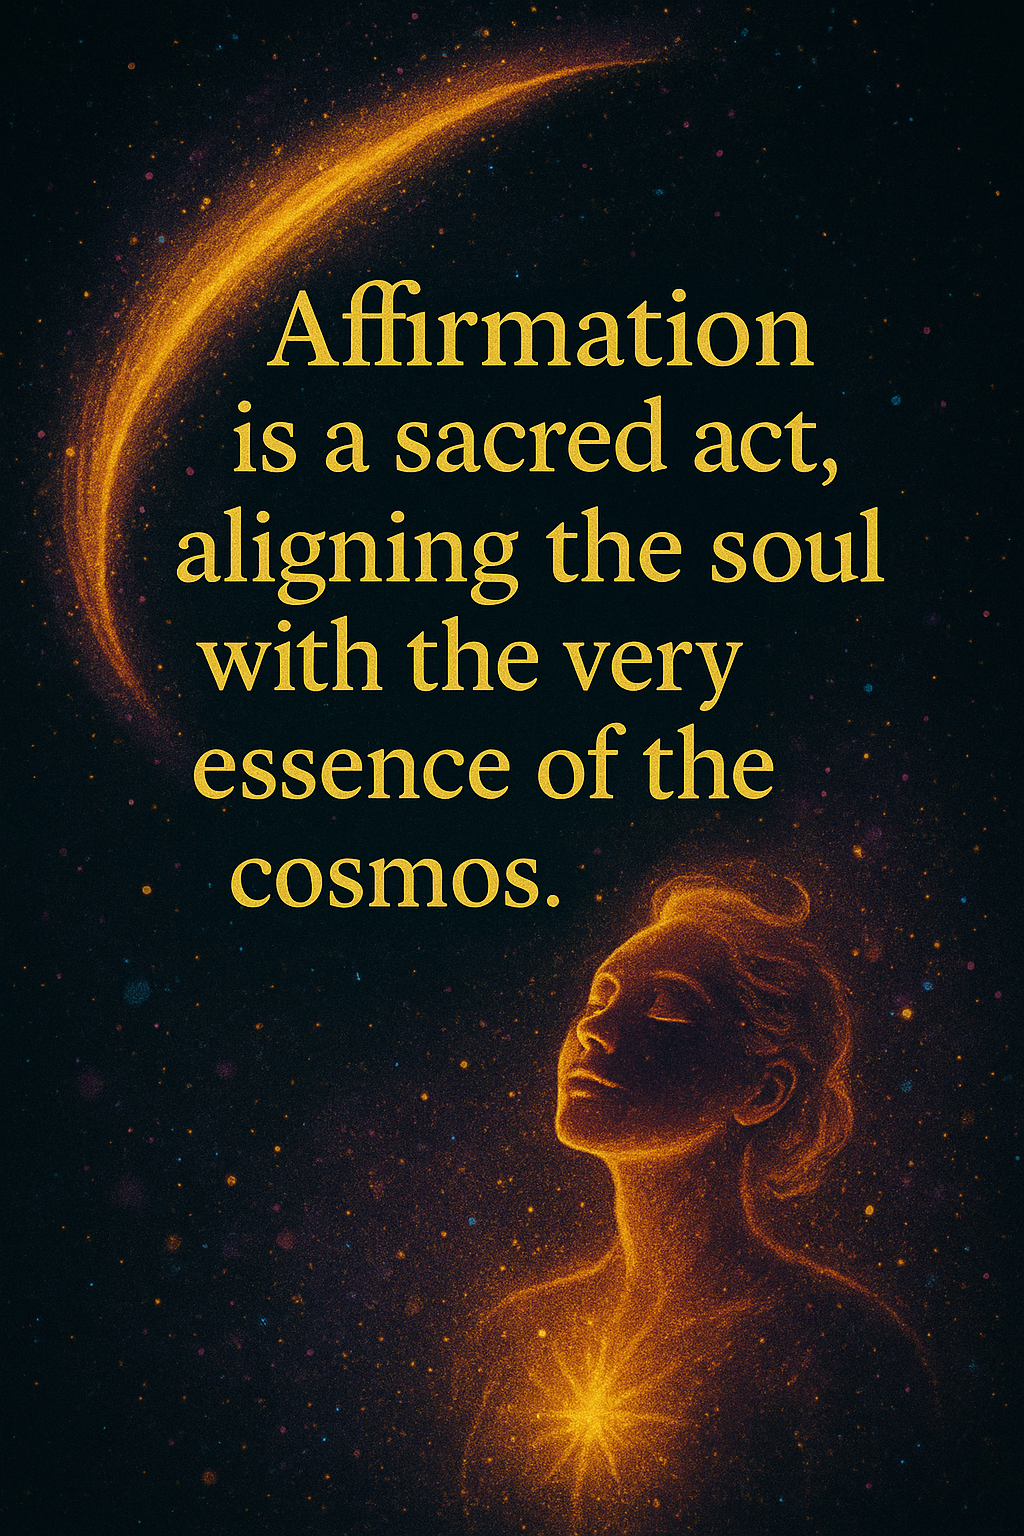 Affirmation
is a sacred act,
aligning the soul
with the very
essence of the
cosmos.